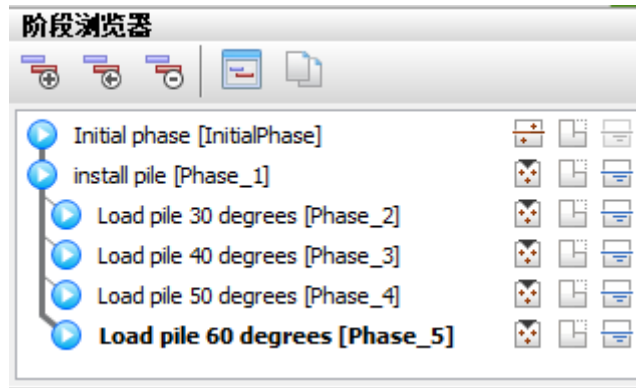 阶段浏览器
Initial phase [InitialPhase]
install pile [Phase_1]
Load pile 30 degrees [Phase_2]
Load pile 40 degrees [Phase_3]
Load pile 50 degrees [Phase_4]
Load pile 60 degrees [Phase_5]